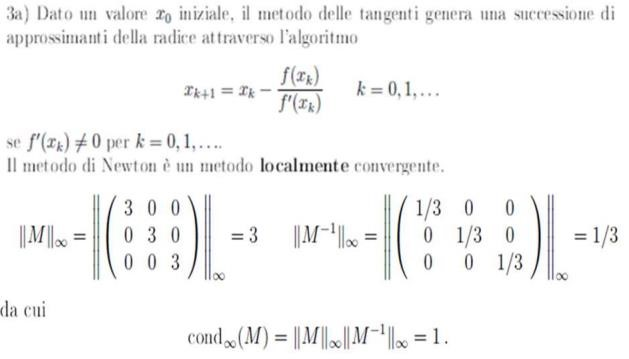 3a) Dato un valore x₀ iniziale, il metodo delle tangenti genera una successione di
approssimanti della radice attraverso l'algoritmo
xₖ₊₁ = xₖ − f(xₖ)/f′(xₖ)    k = 0, 1, …
se f′(xₖ) ≠ 0 per k = 0, 1, ….
Il metodo di Newton è un metodo localmente convergente.
‖M‖∞ = ‖( 3 0 0 ; 0 3 0 ; 0 0 3 )‖∞ = 3    ‖M⁻¹‖∞ = ‖( 1/3 0 0 ; 0 1/3 0 ; 0 0 1/3 )‖∞ = 1/3
da cui
cond∞(M) = ‖M‖∞‖M⁻¹‖∞ = 1.